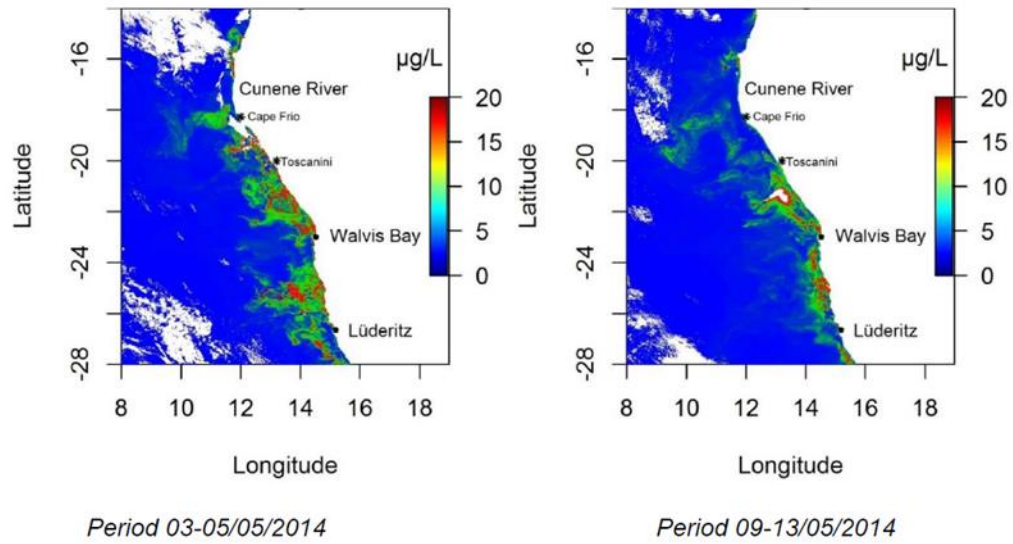 -16
-20
-24
-28
Latitude
8 10 12 14 16 18
Longitude
µg/L
20
15
10
5
0
Cunene River
Cape Frio
Toscanini
Walvis Bay
Lüderitz
Period 03-05/05/2014
-16
-20
-24
-28
Latitude
8 10 12 14 16 18
Longitude
µg/L
20
15
10
5
0
Cunene River
Cape Frio
Toscanini
Walvis Bay
Lüderitz
Period 09-13/05/2014